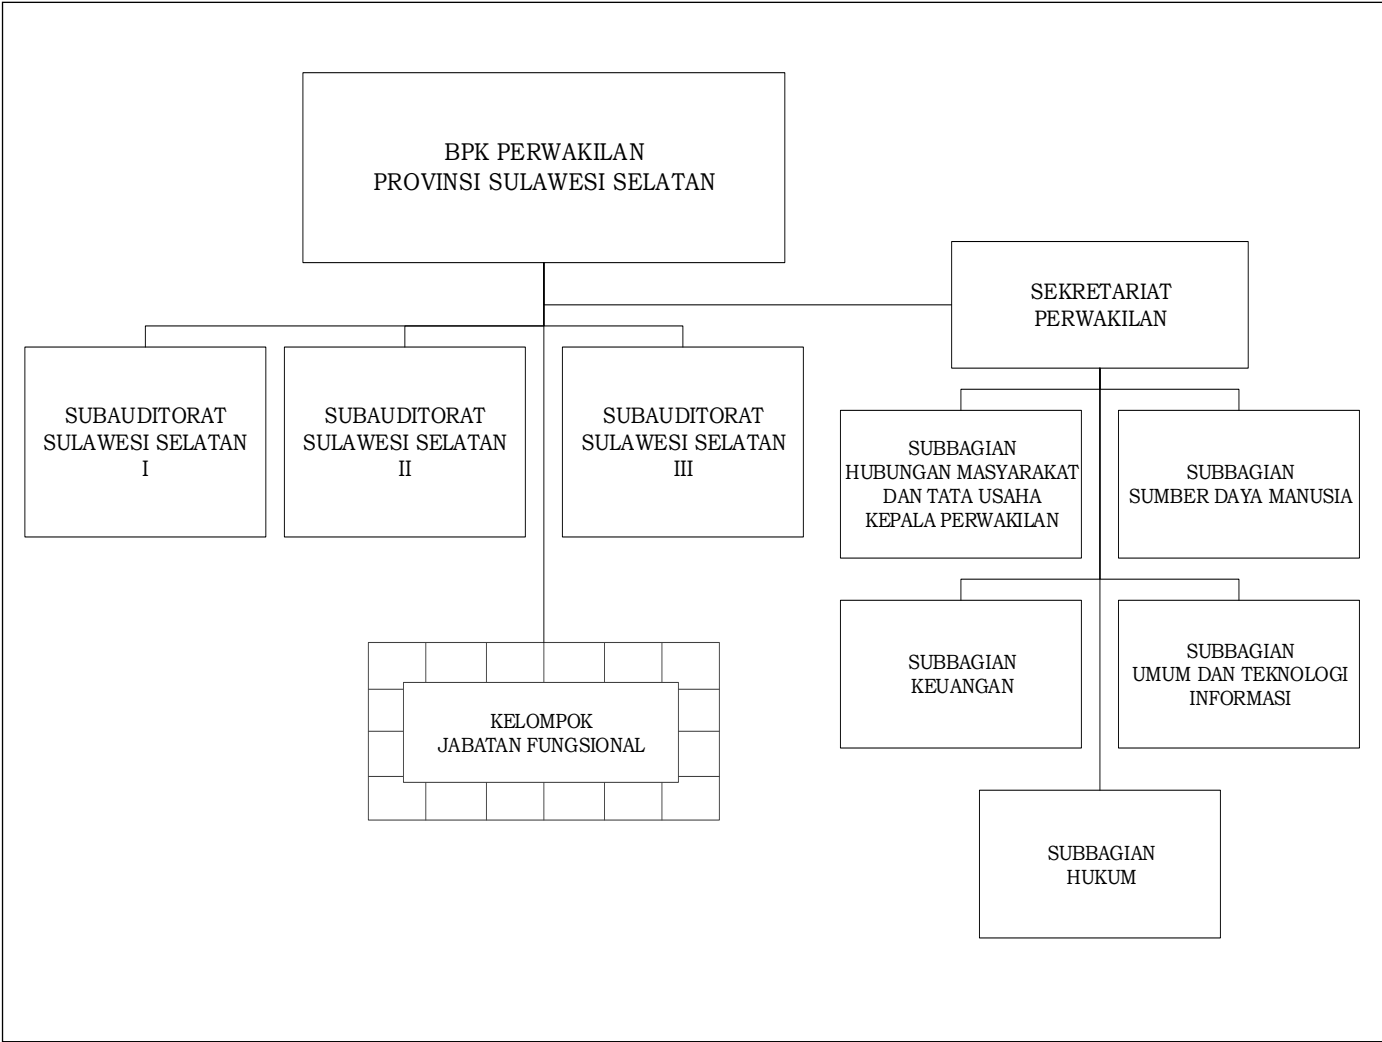 BPK PERWAKILAN
PROVINSI SULAWESI SELATAN
SEKRETARIAT
PERWAKILAN
SUBAUDITORAT
SULAWESI SELATAN
I
SUBAUDITORAT
SULAWESI SELATAN
II
SUBAUDITORAT
SULAWESI SELATAN
III
SUBBAGIAN
HUBUNGAN MASYARAKAT
DAN TATA USAHA
KEPALA PERWAKILAN
SUBBAGIAN
SUMBER DAYA MANUSIA
SUBBAGIAN
KEUANGAN
SUBBAGIAN
UMUM DAN TEKNOLOGI
INFORMASI
KELOMPOK
JABATAN FUNGSIONAL
SUBBAGIAN
HUKUM